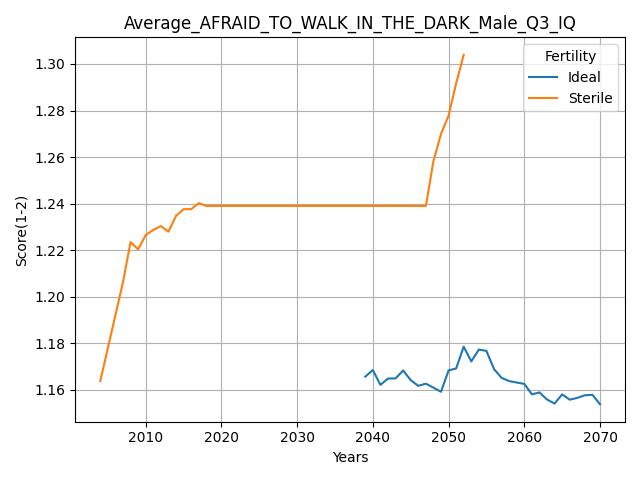 Average_AFRAID_TO_WALK_IN_THE_DARK_Male_Q3_IQ
Fertility
Ideal
Sterile
Score(1-2)
1.30
1.28
1.26
1.24
1.22
1.20
1.18
1.16
2010 2020 2030 2040 2050 2060 2070
Years